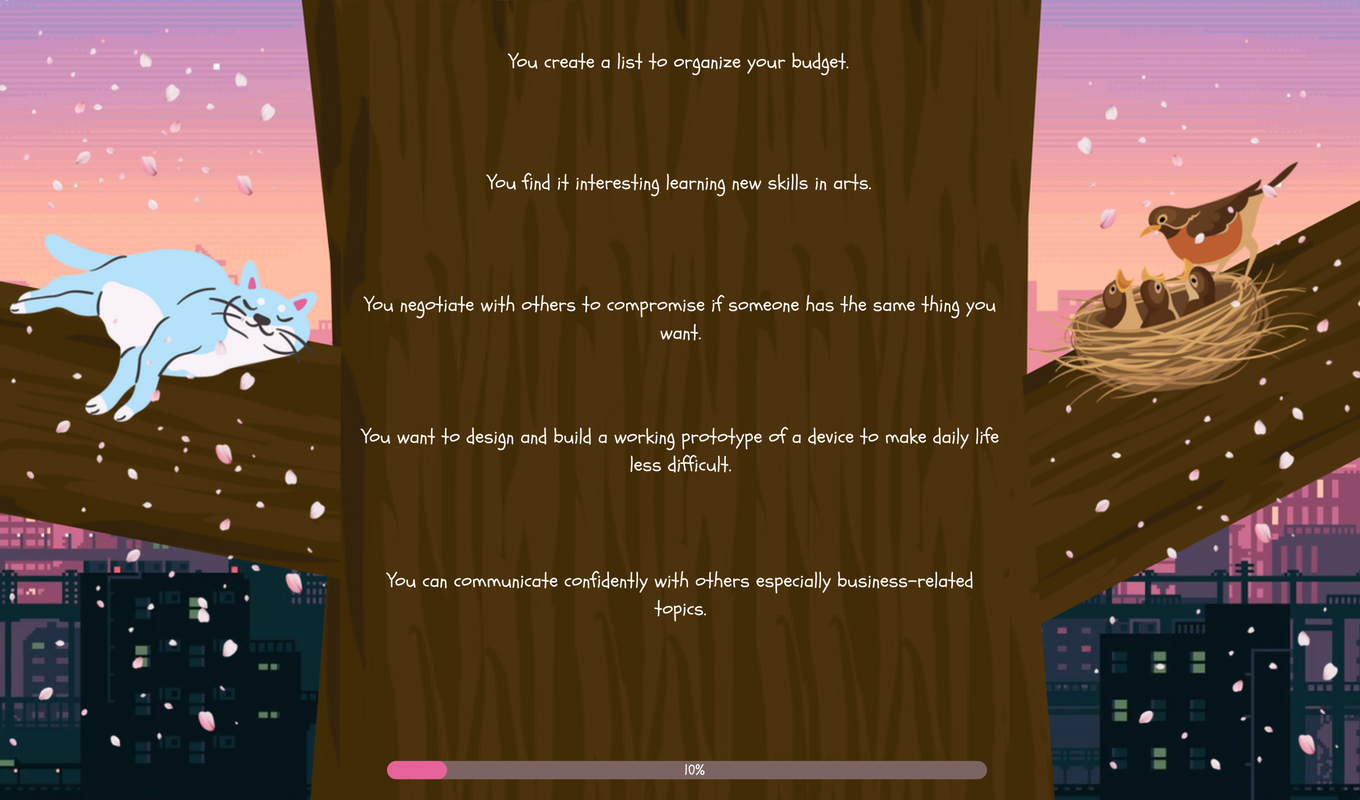 You create a list to organize your budget.
You find it interesting learning new skills in arts.
You negotiate with others to compromise if someone has the same thing you
want.
You want to design and build a working prototype of a device to make daily life
less difficult.
You can communicate confidently with others especially business-related
topics.
10%